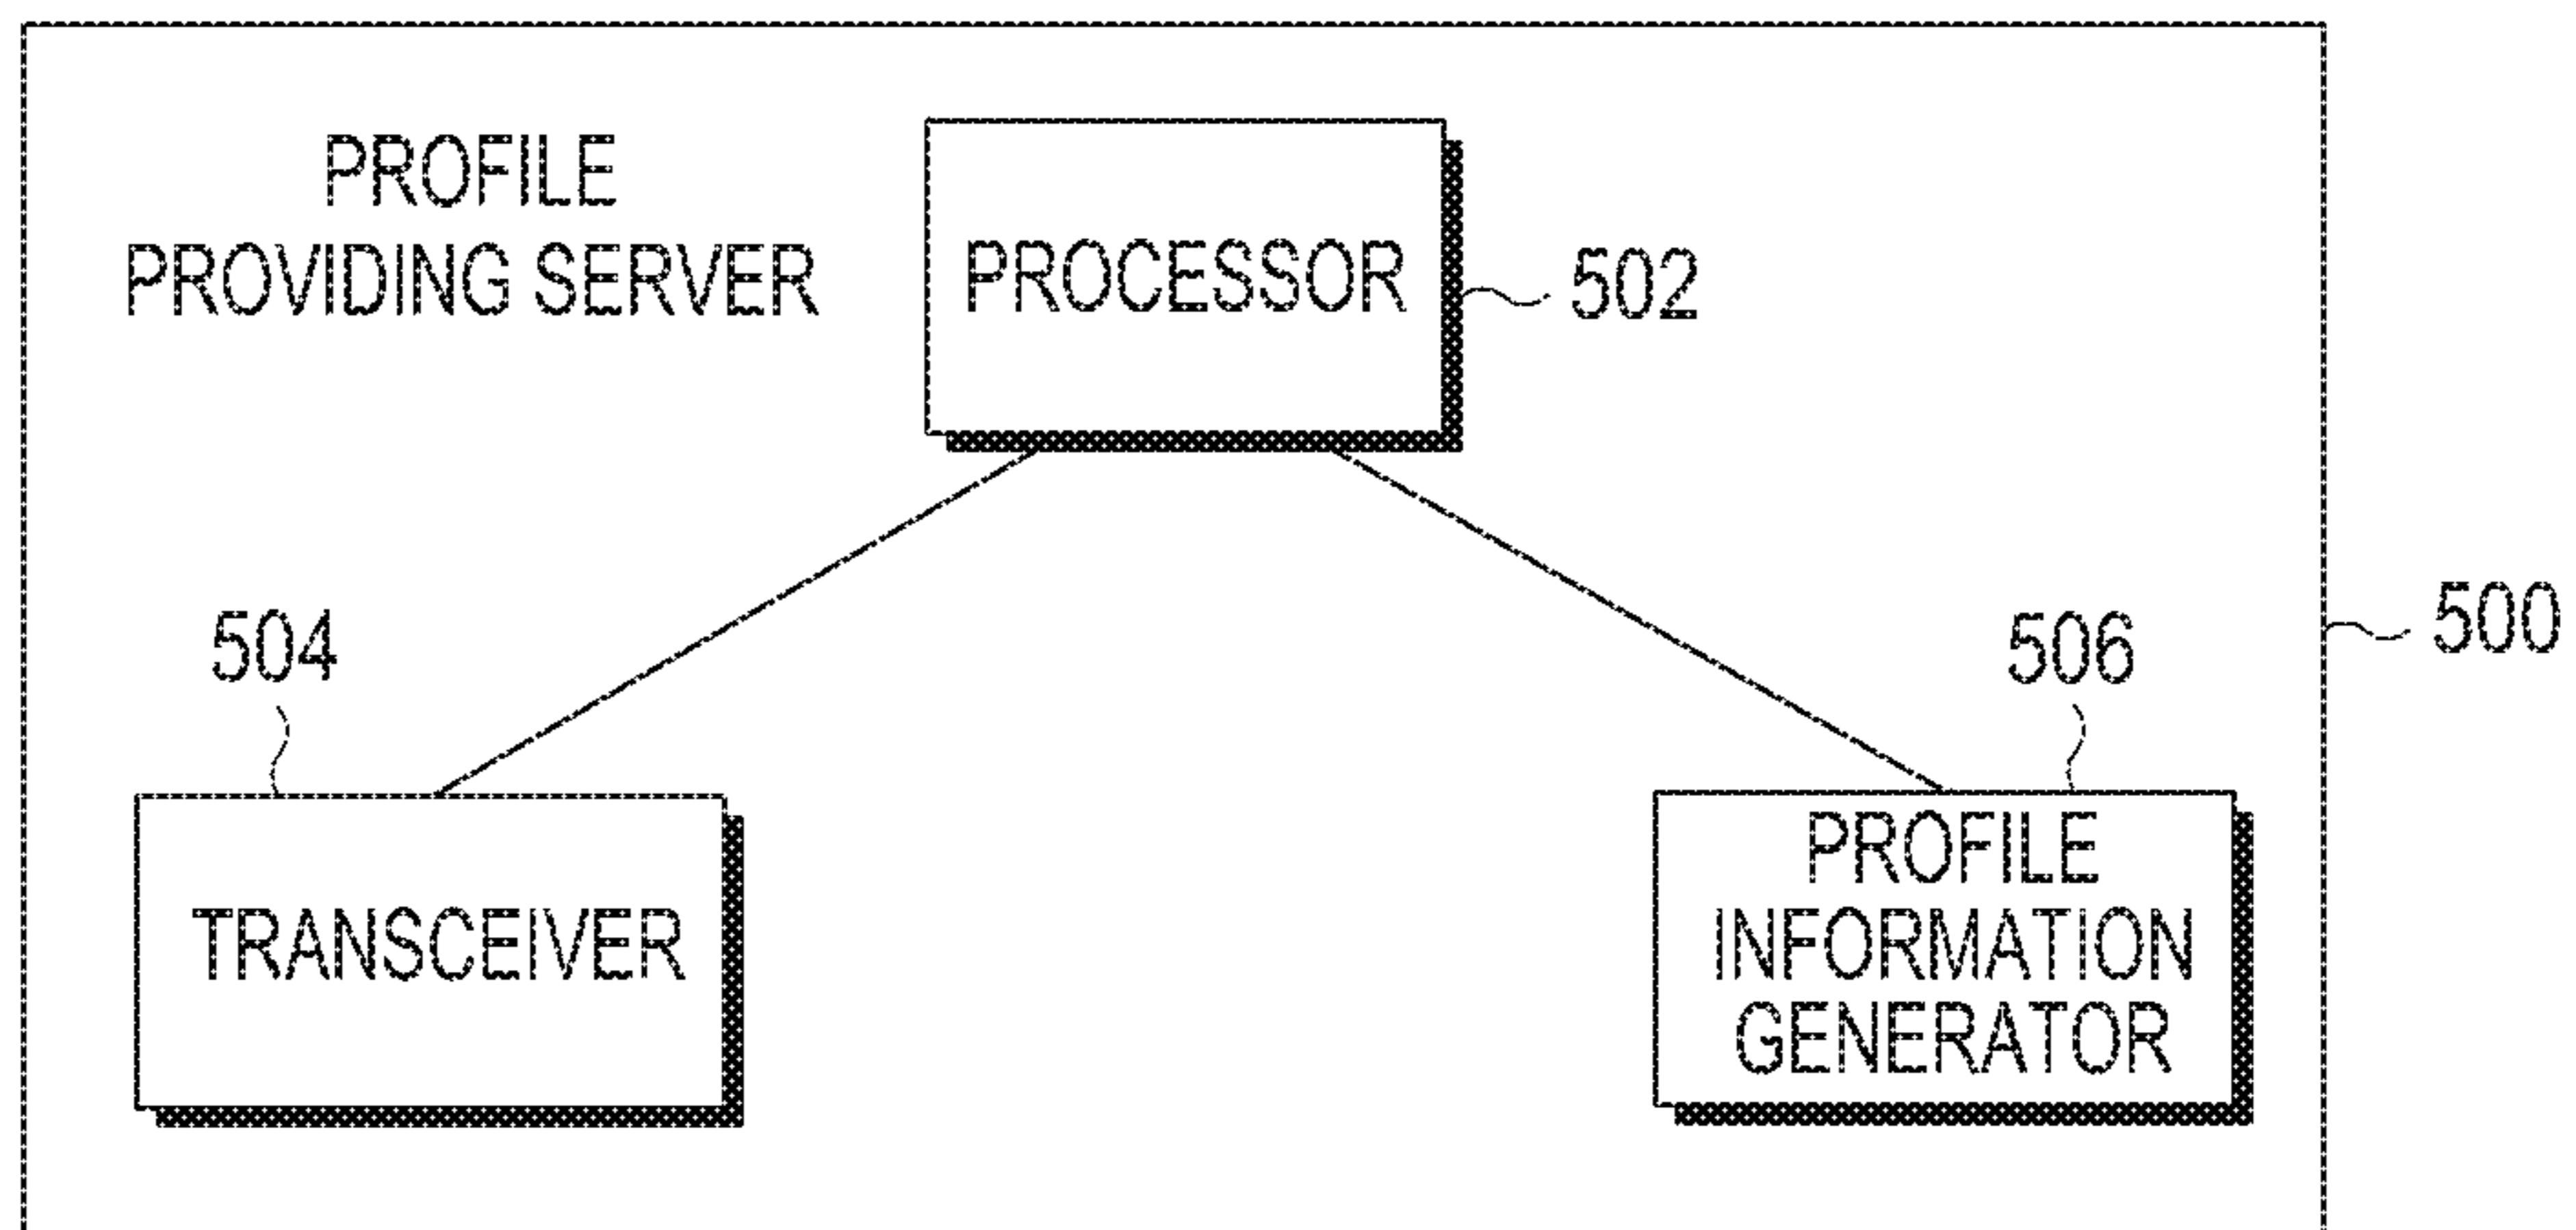 PROFILE
PROVIDING SERVER
PROCESSOR
502
500
504
506
TRANSCEIVER
PROFILE
INFORMATION
GENERATOR